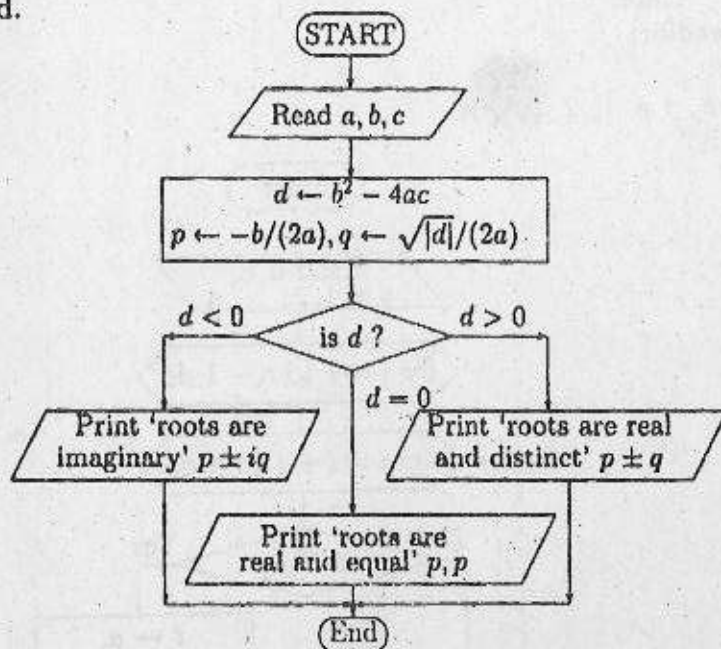 d.
START
Read a, b, c
d ← b² − 4ac
p ← −b/(2a), q ← √|d|/(2a)
is d ?
d < 0
d > 0
d = 0
Print ‘roots are
imaginary’ p ± iq
Print ‘roots are real
and distinct’ p ± q
Print ‘roots are
real and equal’ p, p
End